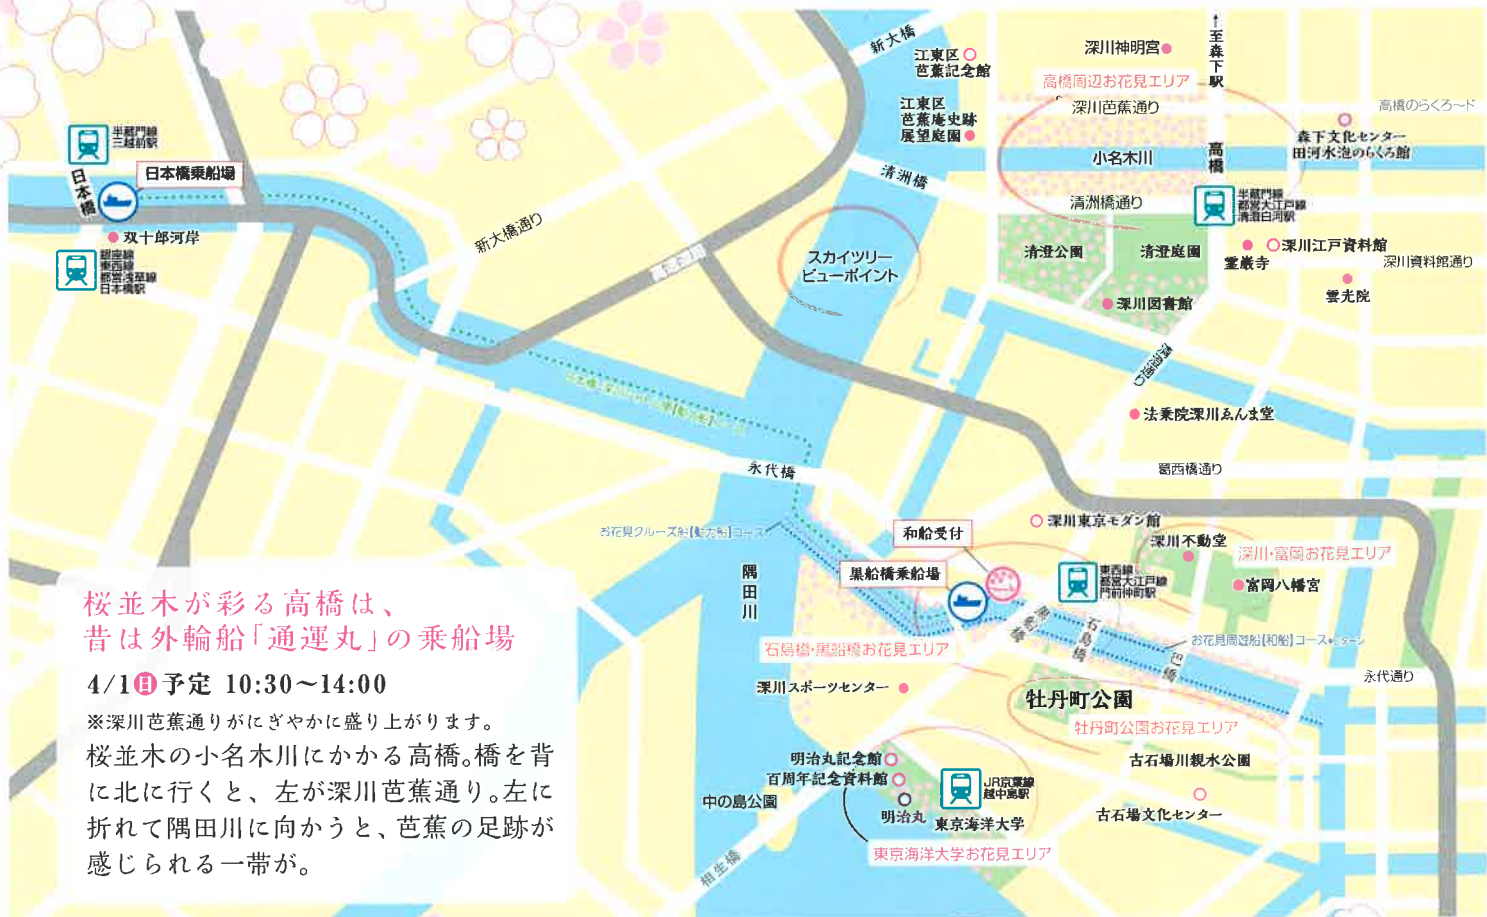 新大橋
江東区
芭蕉記念館
江東区
芭蕉庵史跡
展望庭園
深川神明宮
↑至森下駅
高橋周辺お花見エリア
深川芭蕉通り
高橋のらくろ〜ド
森下文化センター
田河水泡のらくろ館
小名木川
高橋
清洲橋
清洲橋通り
半蔵門線
都営大江戸線
清澄白河駅
半蔵門線
三越前駅
日本橋乗船場
日本橋
双十郎河岸
銀座線
東西線
都営浅草線
日本橋駅
新大橋通り
高速道路
スカイツリー
ビューポイント
清澄公園
清澄庭園
霊巌寺
深川江戸資料館
深川資料館通り
雲光院
深川図書館
清澄通り
法乗院深川ゑんま堂
葛西橋通り
永代橋
お花見クルーズ船【動力船】コース
和船受付
黒船橋乗船場
深川東京モダン館
深川不動堂
深川・富岡お花見エリア
富岡八幡宮
東西線
都営大江戸線
門前仲町駅
隅田川
黒船橋
石島橋
巴橋
お花見周遊船【和船】コース
石島橋・黒船橋お花見エリア
深川スポーツセンター
永代通り
牡丹町公園
牡丹町公園お花見エリア
古石場川親水公園
古石場文化センター
明治丸記念館
百周年記念資料館
明治丸
中の島公園
JR京葉線
越中島駅
東京海洋大学
東京海洋大学お花見エリア
相生橋
桜並木が彩る高橋は、
昔は外輪船「通運丸」の乗船場
4/1日予定 10:30〜14:00
※深川芭蕉通りがにぎやかに盛り上がります。
桜並木の小名木川にかかる高橋。橋を背
に北に行くと、左が深川芭蕉通り。左に
折れて隅田川に向かうと、芭蕉の足跡が
感じられる一帯が。